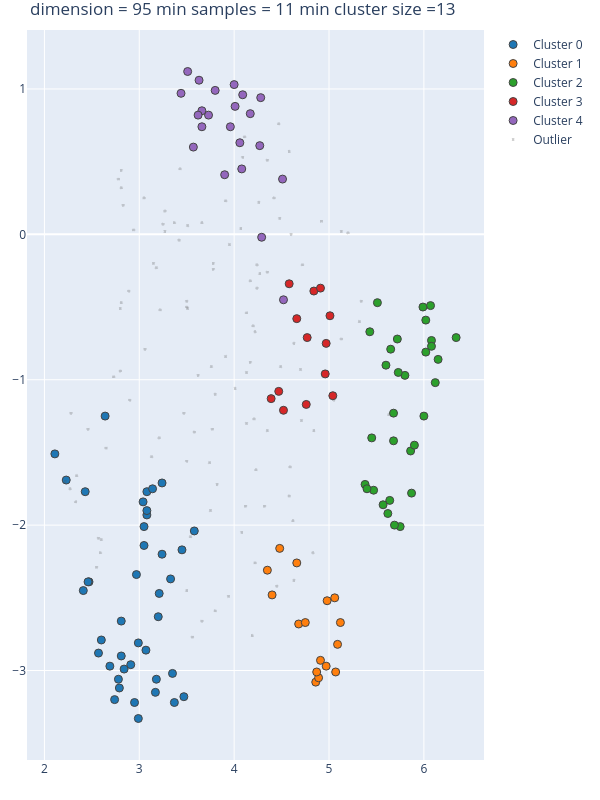 dimension = 95 min samples = 11 min cluster size =13
Cluster 0
Cluster 1
Cluster 2
Cluster 3
Cluster 4
Outlier
1
0
−1
−2
−3
2
3
4
5
6